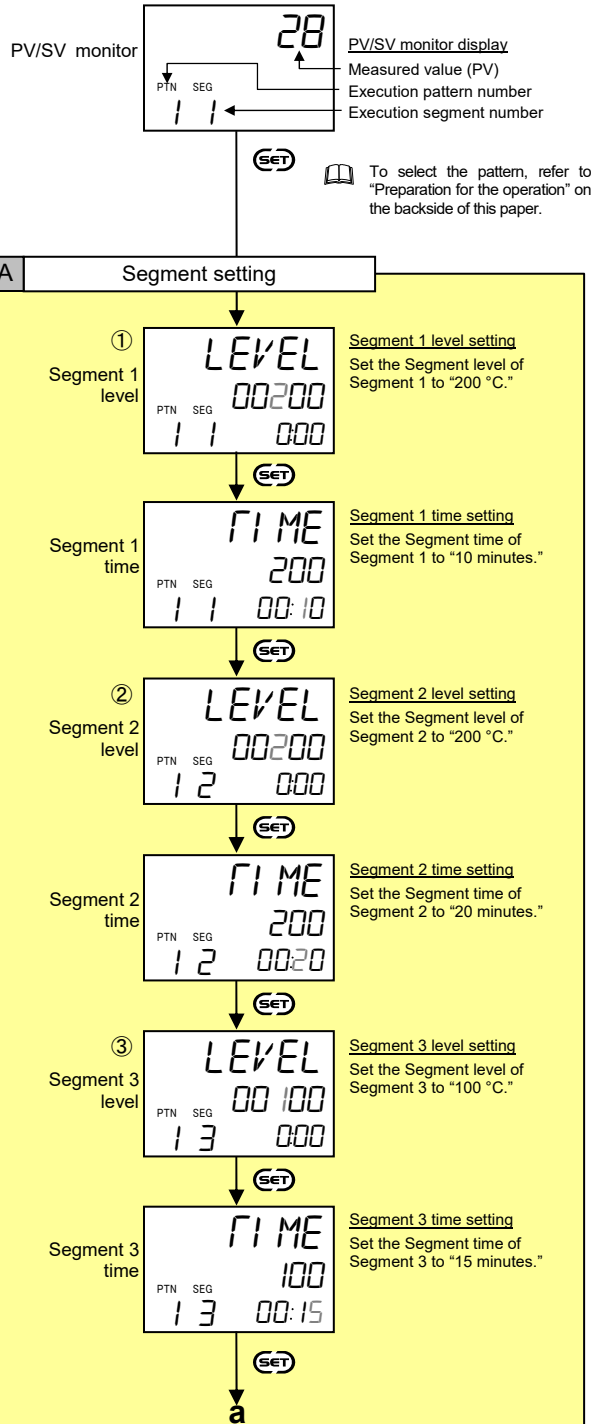 PV/SV monitor
28
PTN SEG
1 1
PV/SV monitor display
Measured value (PV)
Execution pattern number
Execution segment number
SET
To select the pattern, refer to
“Preparation for the operation” on
the backside of this paper.
A Segment setting
①
Segment 1
level
LEVEL
00200
PTN SEG
1 1 0:00
Segment 1 level setting
Set the Segment level of
Segment 1 to “200 °C.”
SET
Segment 1
time
TIME
200
PTN SEG
1 1 00:10
Segment 1 time setting
Set the Segment time of
Segment 1 to “10 minutes.”
SET
②
Segment 2
level
LEVEL
00200
PTN SEG
1 2 0:00
Segment 2 level setting
Set the Segment level of
Segment 2 to “200 °C.”
SET
Segment 2
time
TIME
200
PTN SEG
1 2 00:20
Segment 2 time setting
Set the Segment time of
Segment 2 to “20 minutes.”
SET
③
Segment 3
level
LEVEL
00100
PTN SEG
1 3 0:00
Segment 3 level setting
Set the Segment level of
Segment 3 to “100 °C.”
SET
Segment 3
time
TIME
100
PTN SEG
1 3 00:15
Segment 3 time setting
Set the Segment time of
Segment 3 to “15 minutes.”
SET
a